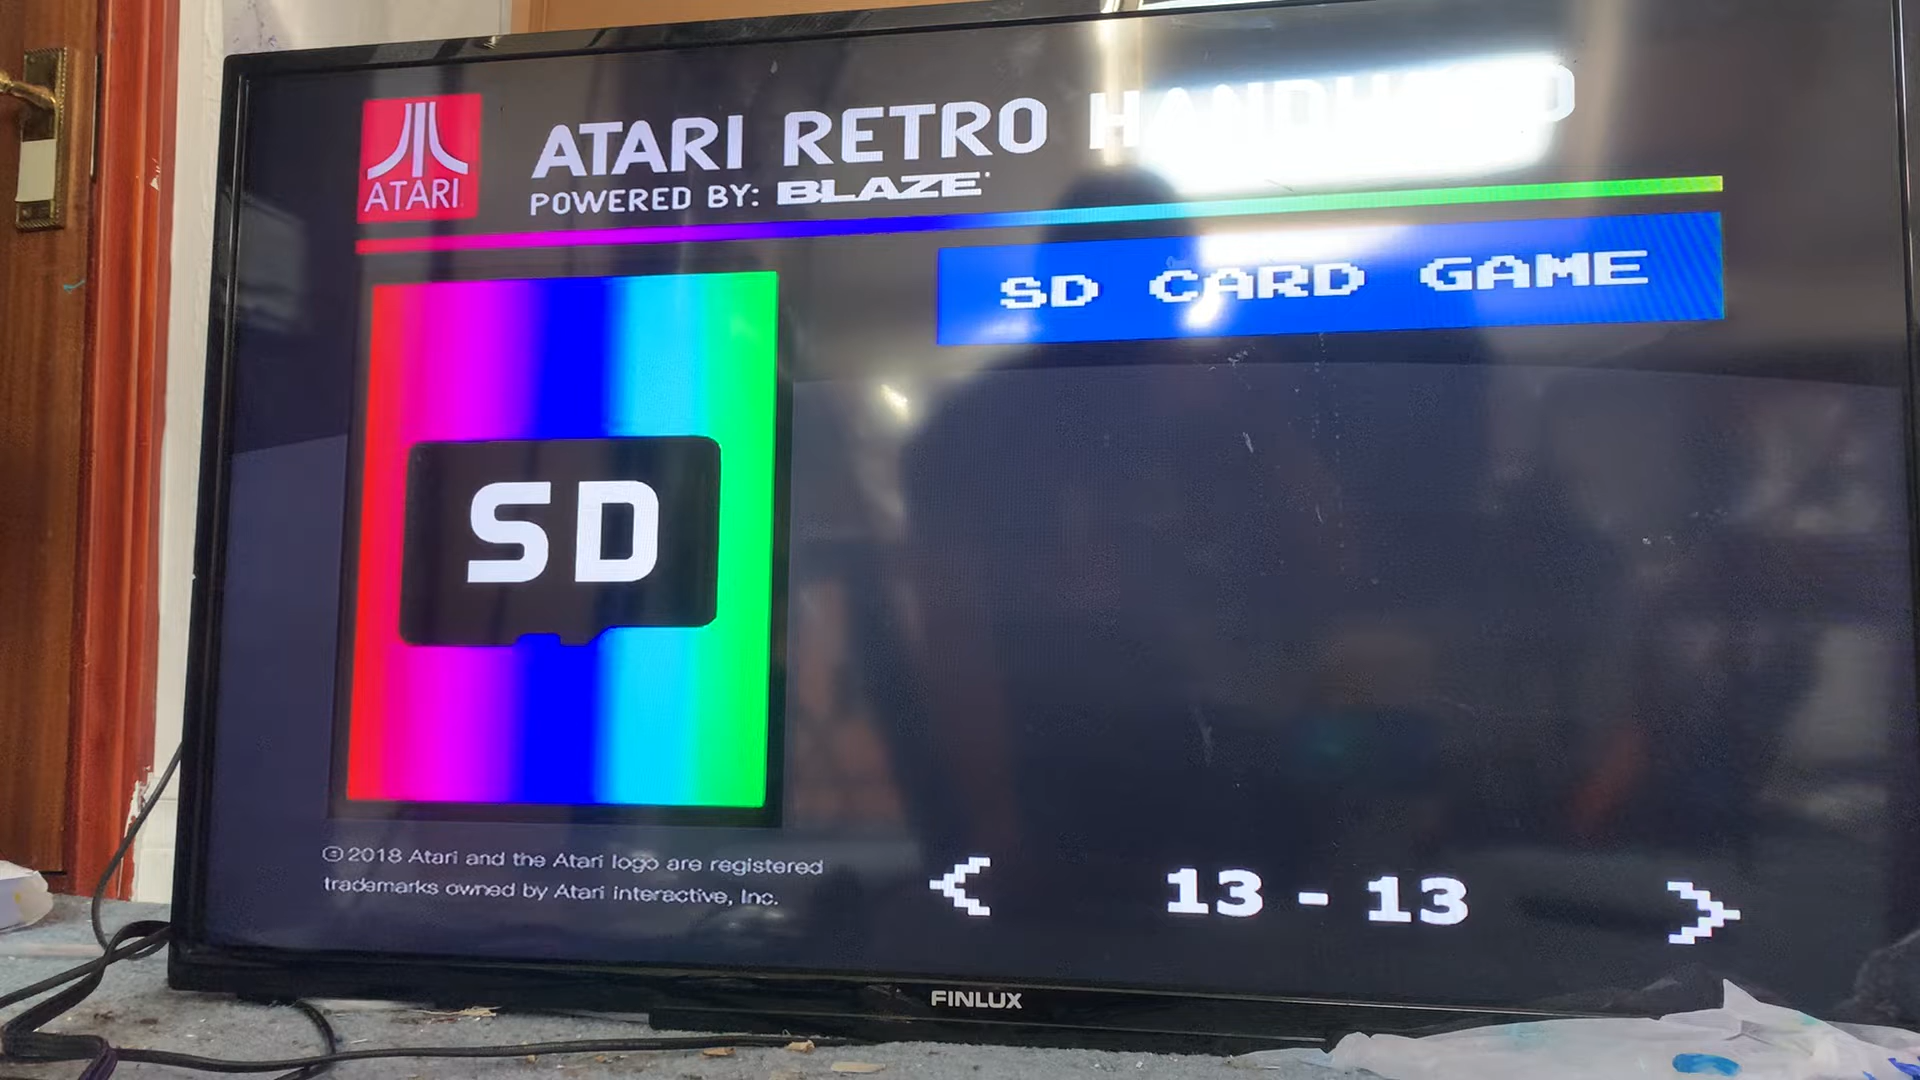 ATARI RETRO HANDHELD
ATARI
POWERED BY: BLAZE
SD CARD GAME
SD
© 2018 Atari and the Atari logo are registered
trademarks owned by Atari interactive, Inc.
< 13 - 13 >
FINLUX